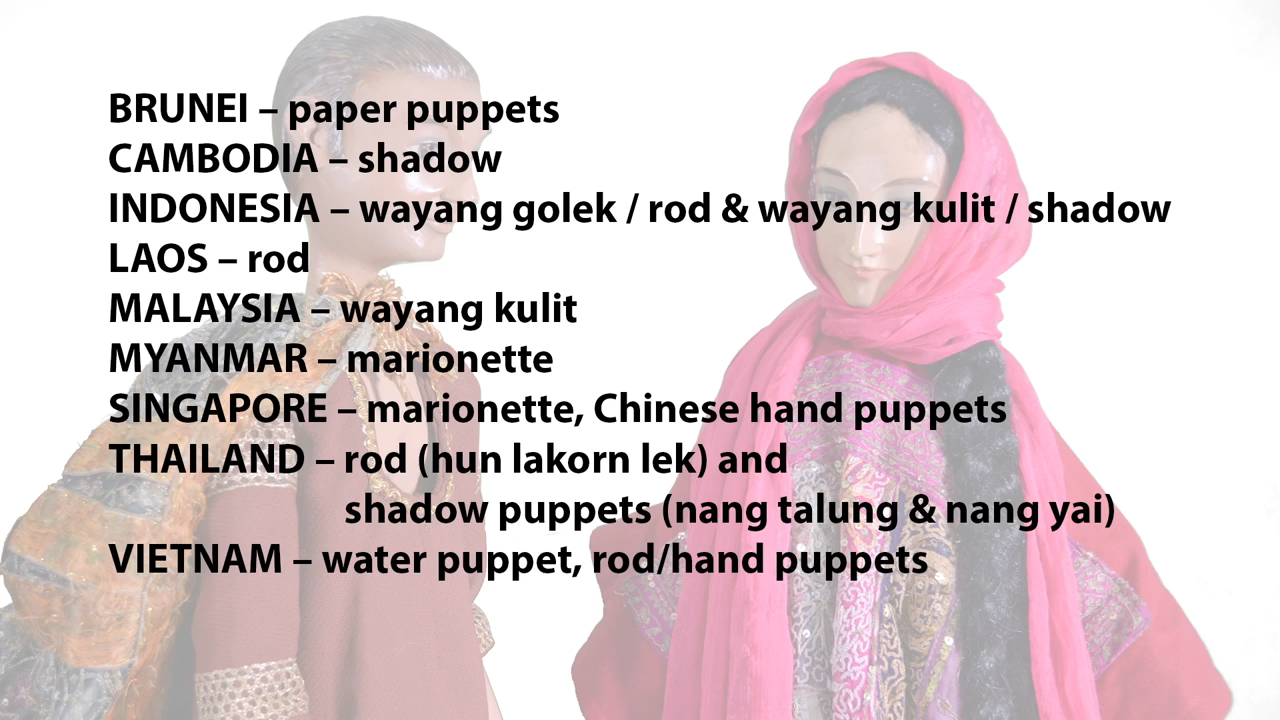 BRUNEI – paper puppets
CAMBODIA – shadow
INDONESIA – wayang golek / rod & wayang kulit / shadow
LAOS – rod
MALAYSIA – wayang kulit
MYANMAR – marionette
SINGAPORE – marionette, Chinese hand puppets
THAILAND – rod (hun lakorn lek) and
shadow puppets (nang talung & nang yai)
VIETNAM – water puppet, rod/hand puppets